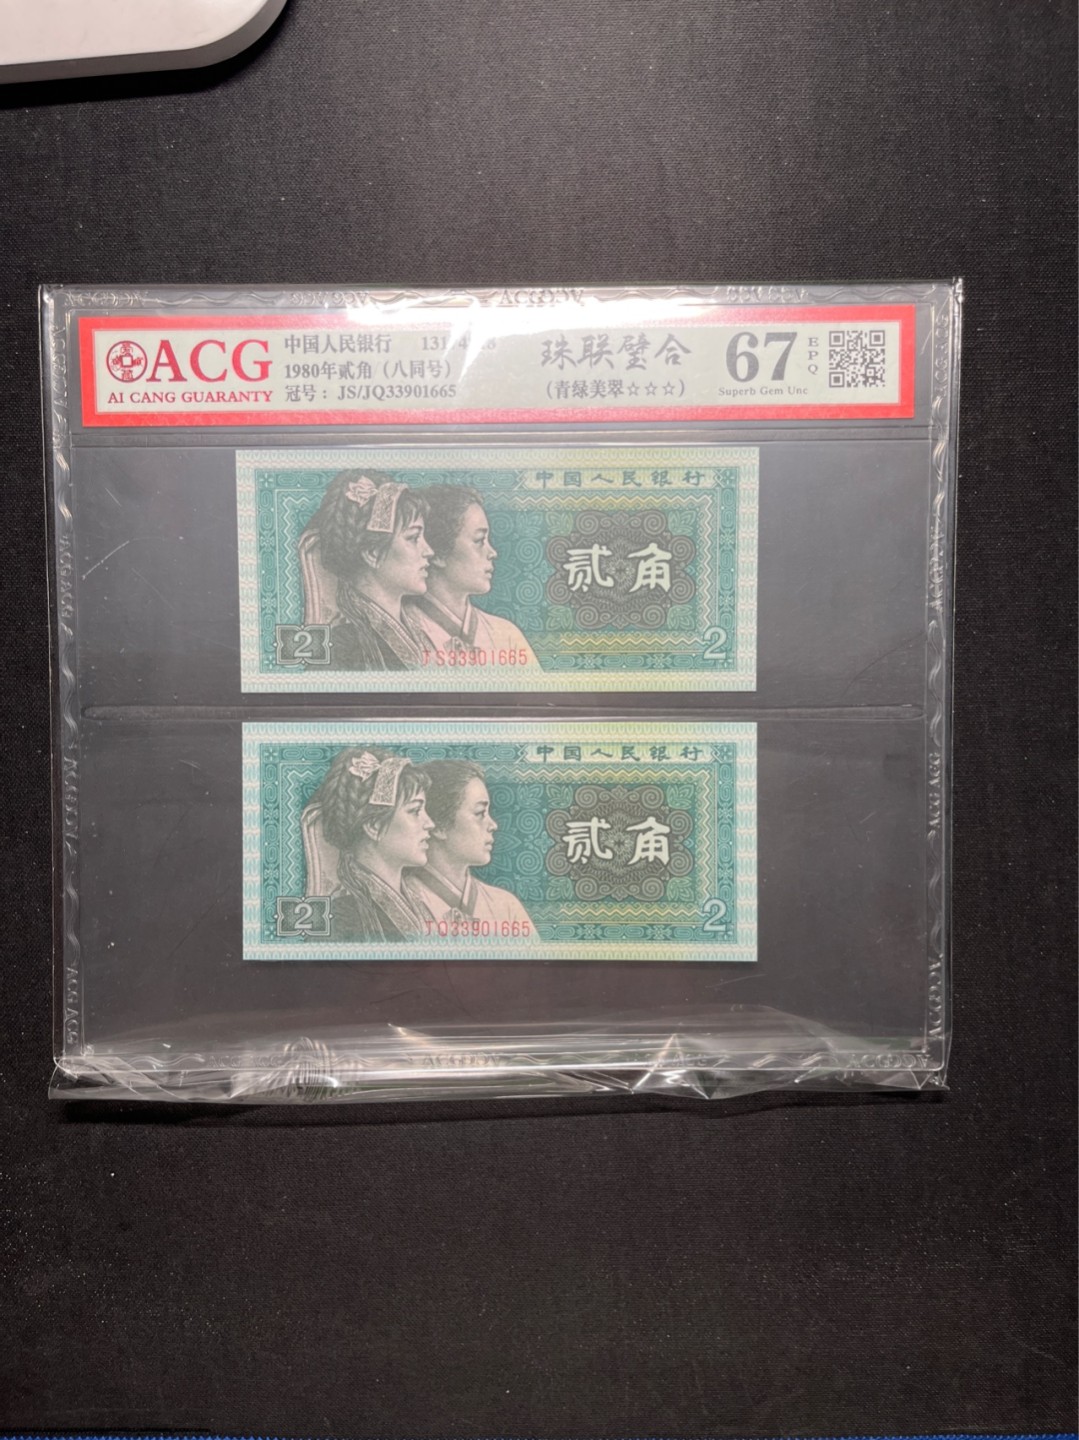 ACG
AI CANG GUARANTY
中国人民银行
1980年贰角（八同号）
冠号：JS/JQ33901665
珠联璧合
（青绿美翠☆☆☆）
67
EPQ
Superb Gem Unc
中国人民银行
贰角
2
2
JS33901665
中国人民银行
贰角
2
2
JQ33901665